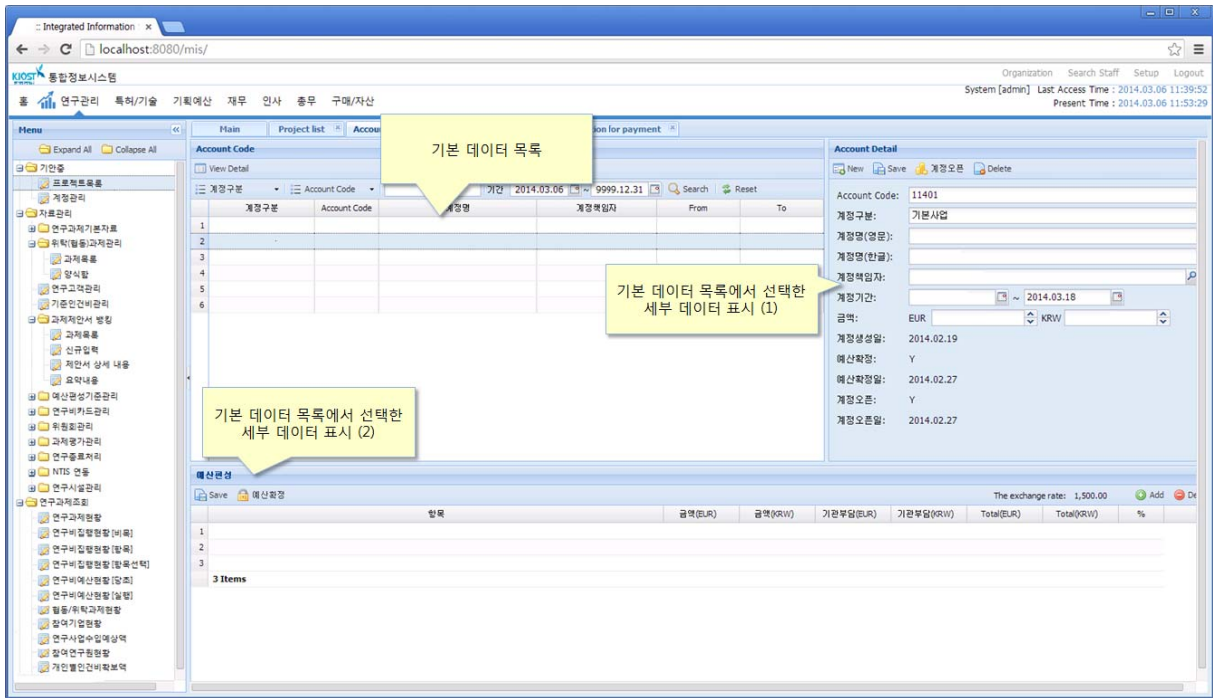 :: Integrated Information
localhost:8080/mis/
KIOST 통합정보시스템
Organization Search Staff Setup Logout
System [admin] Last Access Time : 2014.03.06 11:39:52
Present Time : 2014.03.06 11:53:29
홈 연구관리 특허/기술 기획예산 재무 인사 총무 구매/자산
Menu
Expand All Collapse All
기안중
프로젝트목록
계정관리
자료관리
연구과제기본자료
위탁(협동)과제관리
과제목록
양식함
연구고객관리
기준인건비관리
과제제안서 뱅킹
과제목록
신규입력
제안서 상세 내용
요약내용
예산편성기준관리
연구비카드관리
위원회관리
과제평가관리
연구종료처리
NTIS 연동
연구시설관리
연구과제조회
연구과제현황
연구비집행현황[비목]
연구비집행현황[항목]
연구비집행현황[항목선택]
연구비예산현황[당초]
연구비예산현황[실행]
협동/위탁과제현황
참여기업현황
연구사업수입예상액
참여연구원현황
개인별인건비확보액
Main Project list Accou ion for payment
기본 데이터 목록
Account Code
View Detail
계정구분 Account Code 기간 2014.03.06 ~ 9999.12.31 Search Reset
계정구분 Account Code 계정명 계정책임자 From To
1
2
3
4
5
6
기본 데이터 목록에서 선택한
세부 데이터 표시 (1)
기본 데이터 목록에서 선택한
세부 데이터 표시 (2)
Account Detail
New Save 계정오픈 Delete
Account Code: 11401
계정구분: 기본사업
계정명(영문):
계정명(한글):
계정책임자:
계정기간: ~ 2014.03.18
금액: EUR KRW
계정생성일: 2014.02.19
예산확정: Y
예산확정일: 2014.02.27
계정오픈: Y
계정오픈일: 2014.02.27
예산편성
Save 예산확정 The exchange rate: 1,500.00 Add De
항목 금액(EUR) 금액(KRW) 기관부담(EUR) 기관부담(KRW) Total(EUR) Total(KRW) %
1
2
3
3 Items